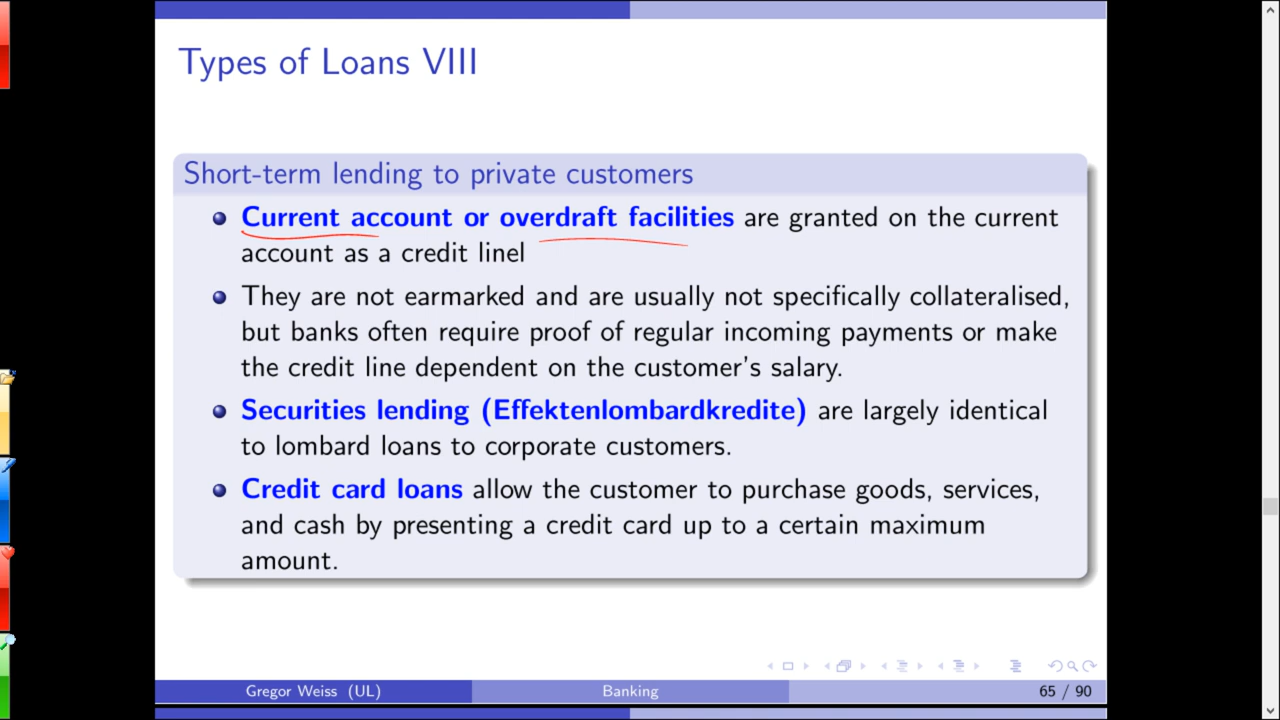 Types of Loans VIII
Short-term lending to private customers
Current account or overdraft facilities are granted on the current
account as a credit linel
They are not earmarked and are usually not specifically collateralised,
but banks often require proof of regular incoming payments or make
the credit line dependent on the customer's salary.
Securities lending (Effektenlombardkredite) are largely identical
to lombard loans to corporate customers.
Credit card loans allow the customer to purchase goods, services,
and cash by presenting a credit card up to a certain maximum
amount.
Gregor Weiss (UL) Banking 65 / 90